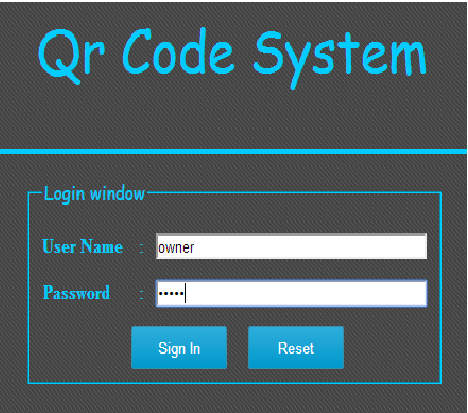 Qr Code System
Login window
User Name : owner
Password : •••••
Sign In Reset